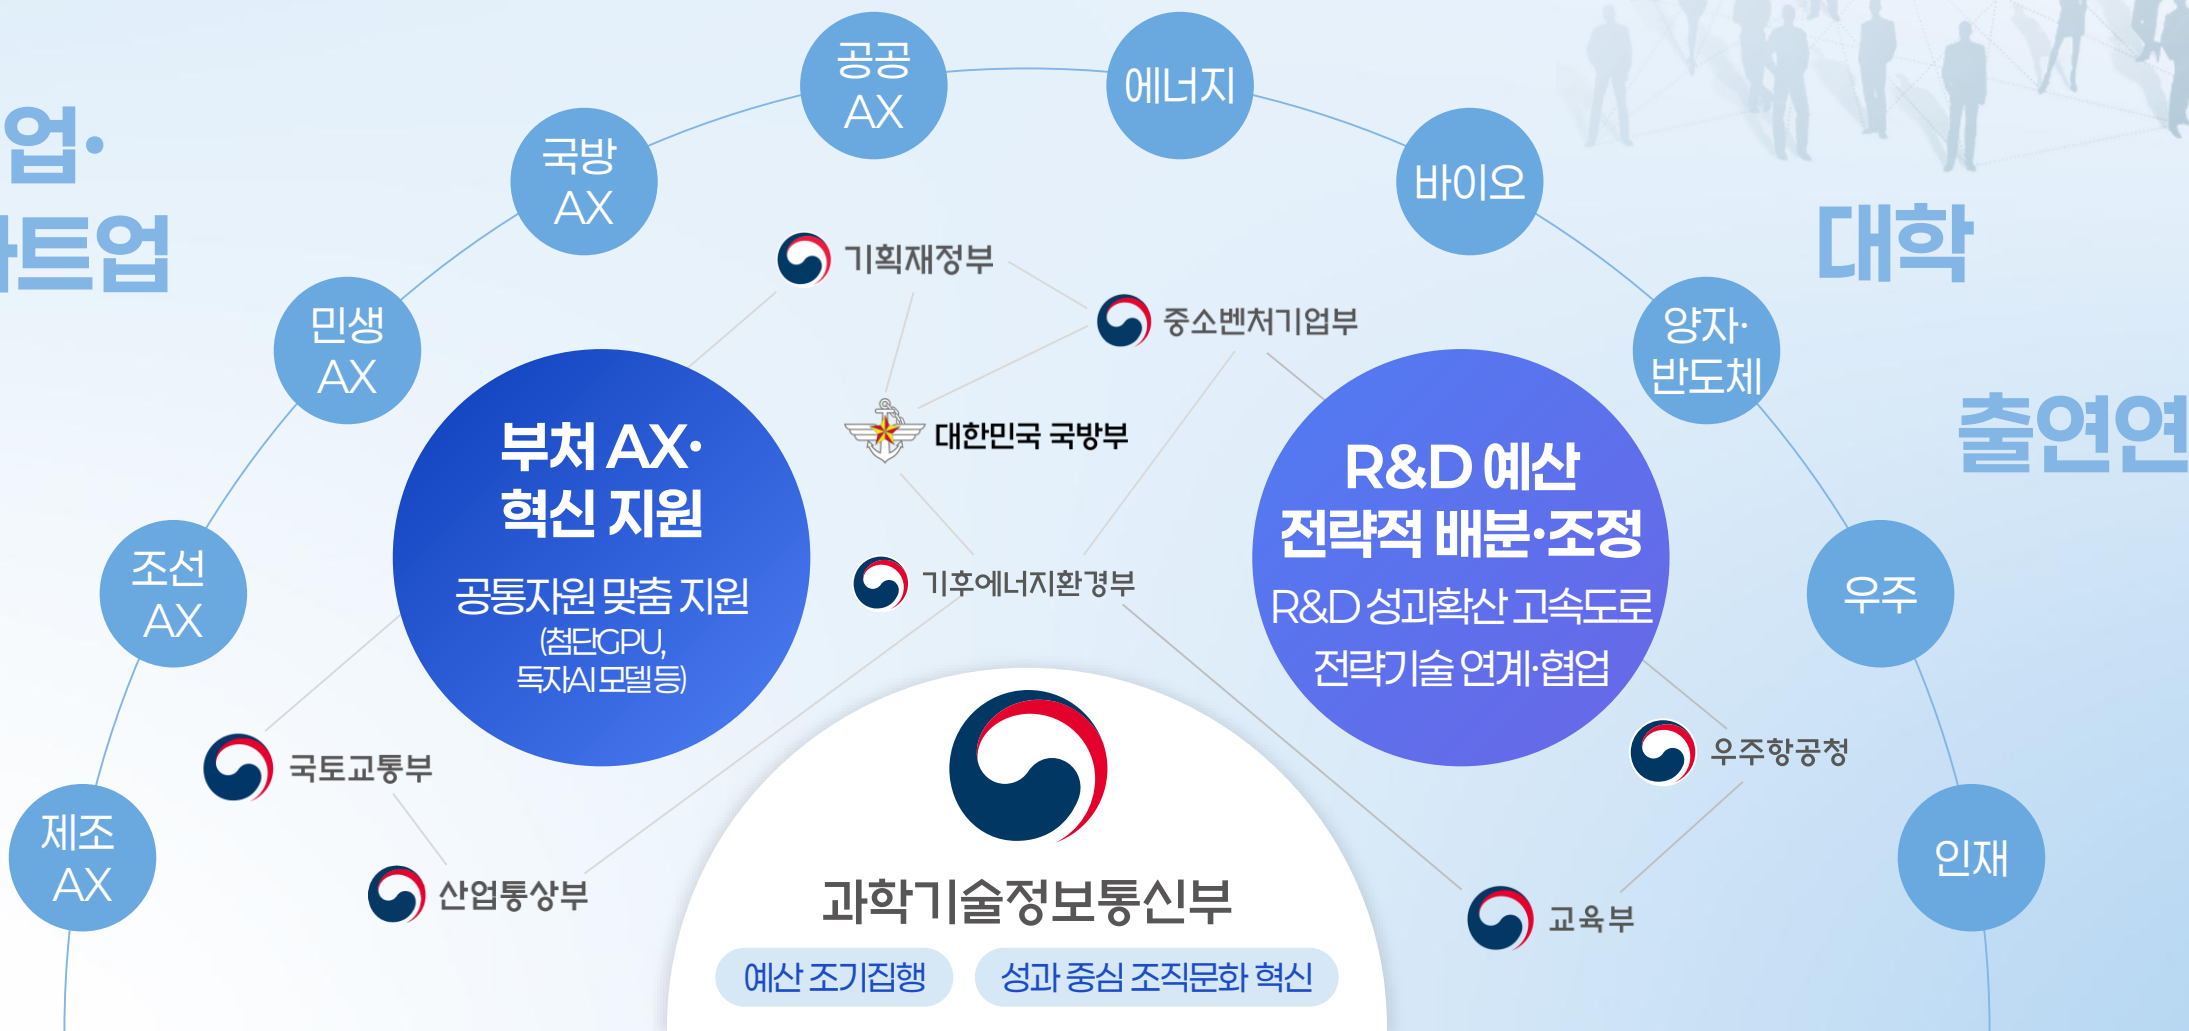 공공
AX
에너지
국방
AX
바이오
업·
트업
대학
민생
AX
양자·
반도체
출연연
조선
AX
우주
제조
AX
인재
기획재정부
중소벤처기업부
대한민국 국방부
기후에너지환경부
국토교통부
산업통상부
우주항공청
교육부
부처 AX·
혁신 지원
공통자원 맞춤 지원
(첨단GPU,
독자AI 모델 등)
R&D 예산
전략적 배분·조정
R&D 성과확산 고속도로
전략기술 연계·협업
과학기술정보통신부
예산 조기집행
성과 중심 조직문화 혁신